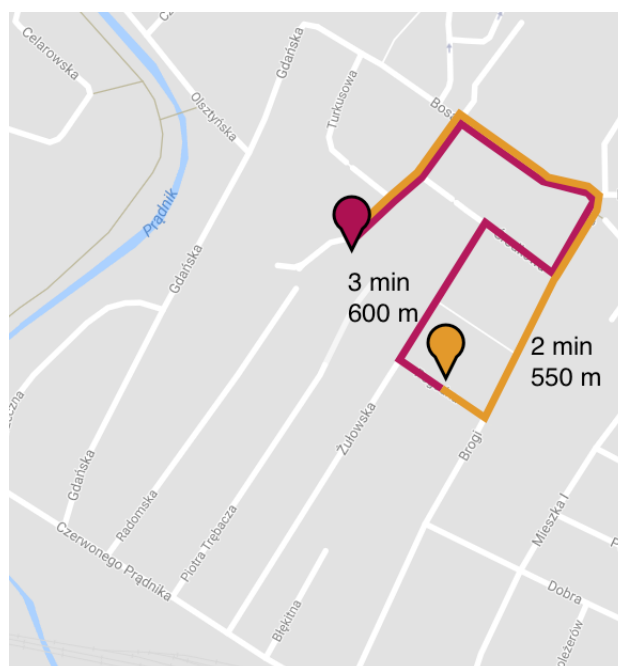 Celarowska
Olsztyńska
Gdańska
Turkusowa
Prądnik
3 min
600 m
2 min
550 m
Gdańska
Gdańska
Radomska
Piotra Trębacza
Żułowska
Brogi
Mieszka I
Czerwonego Prądnika
Błękitna
Dobra